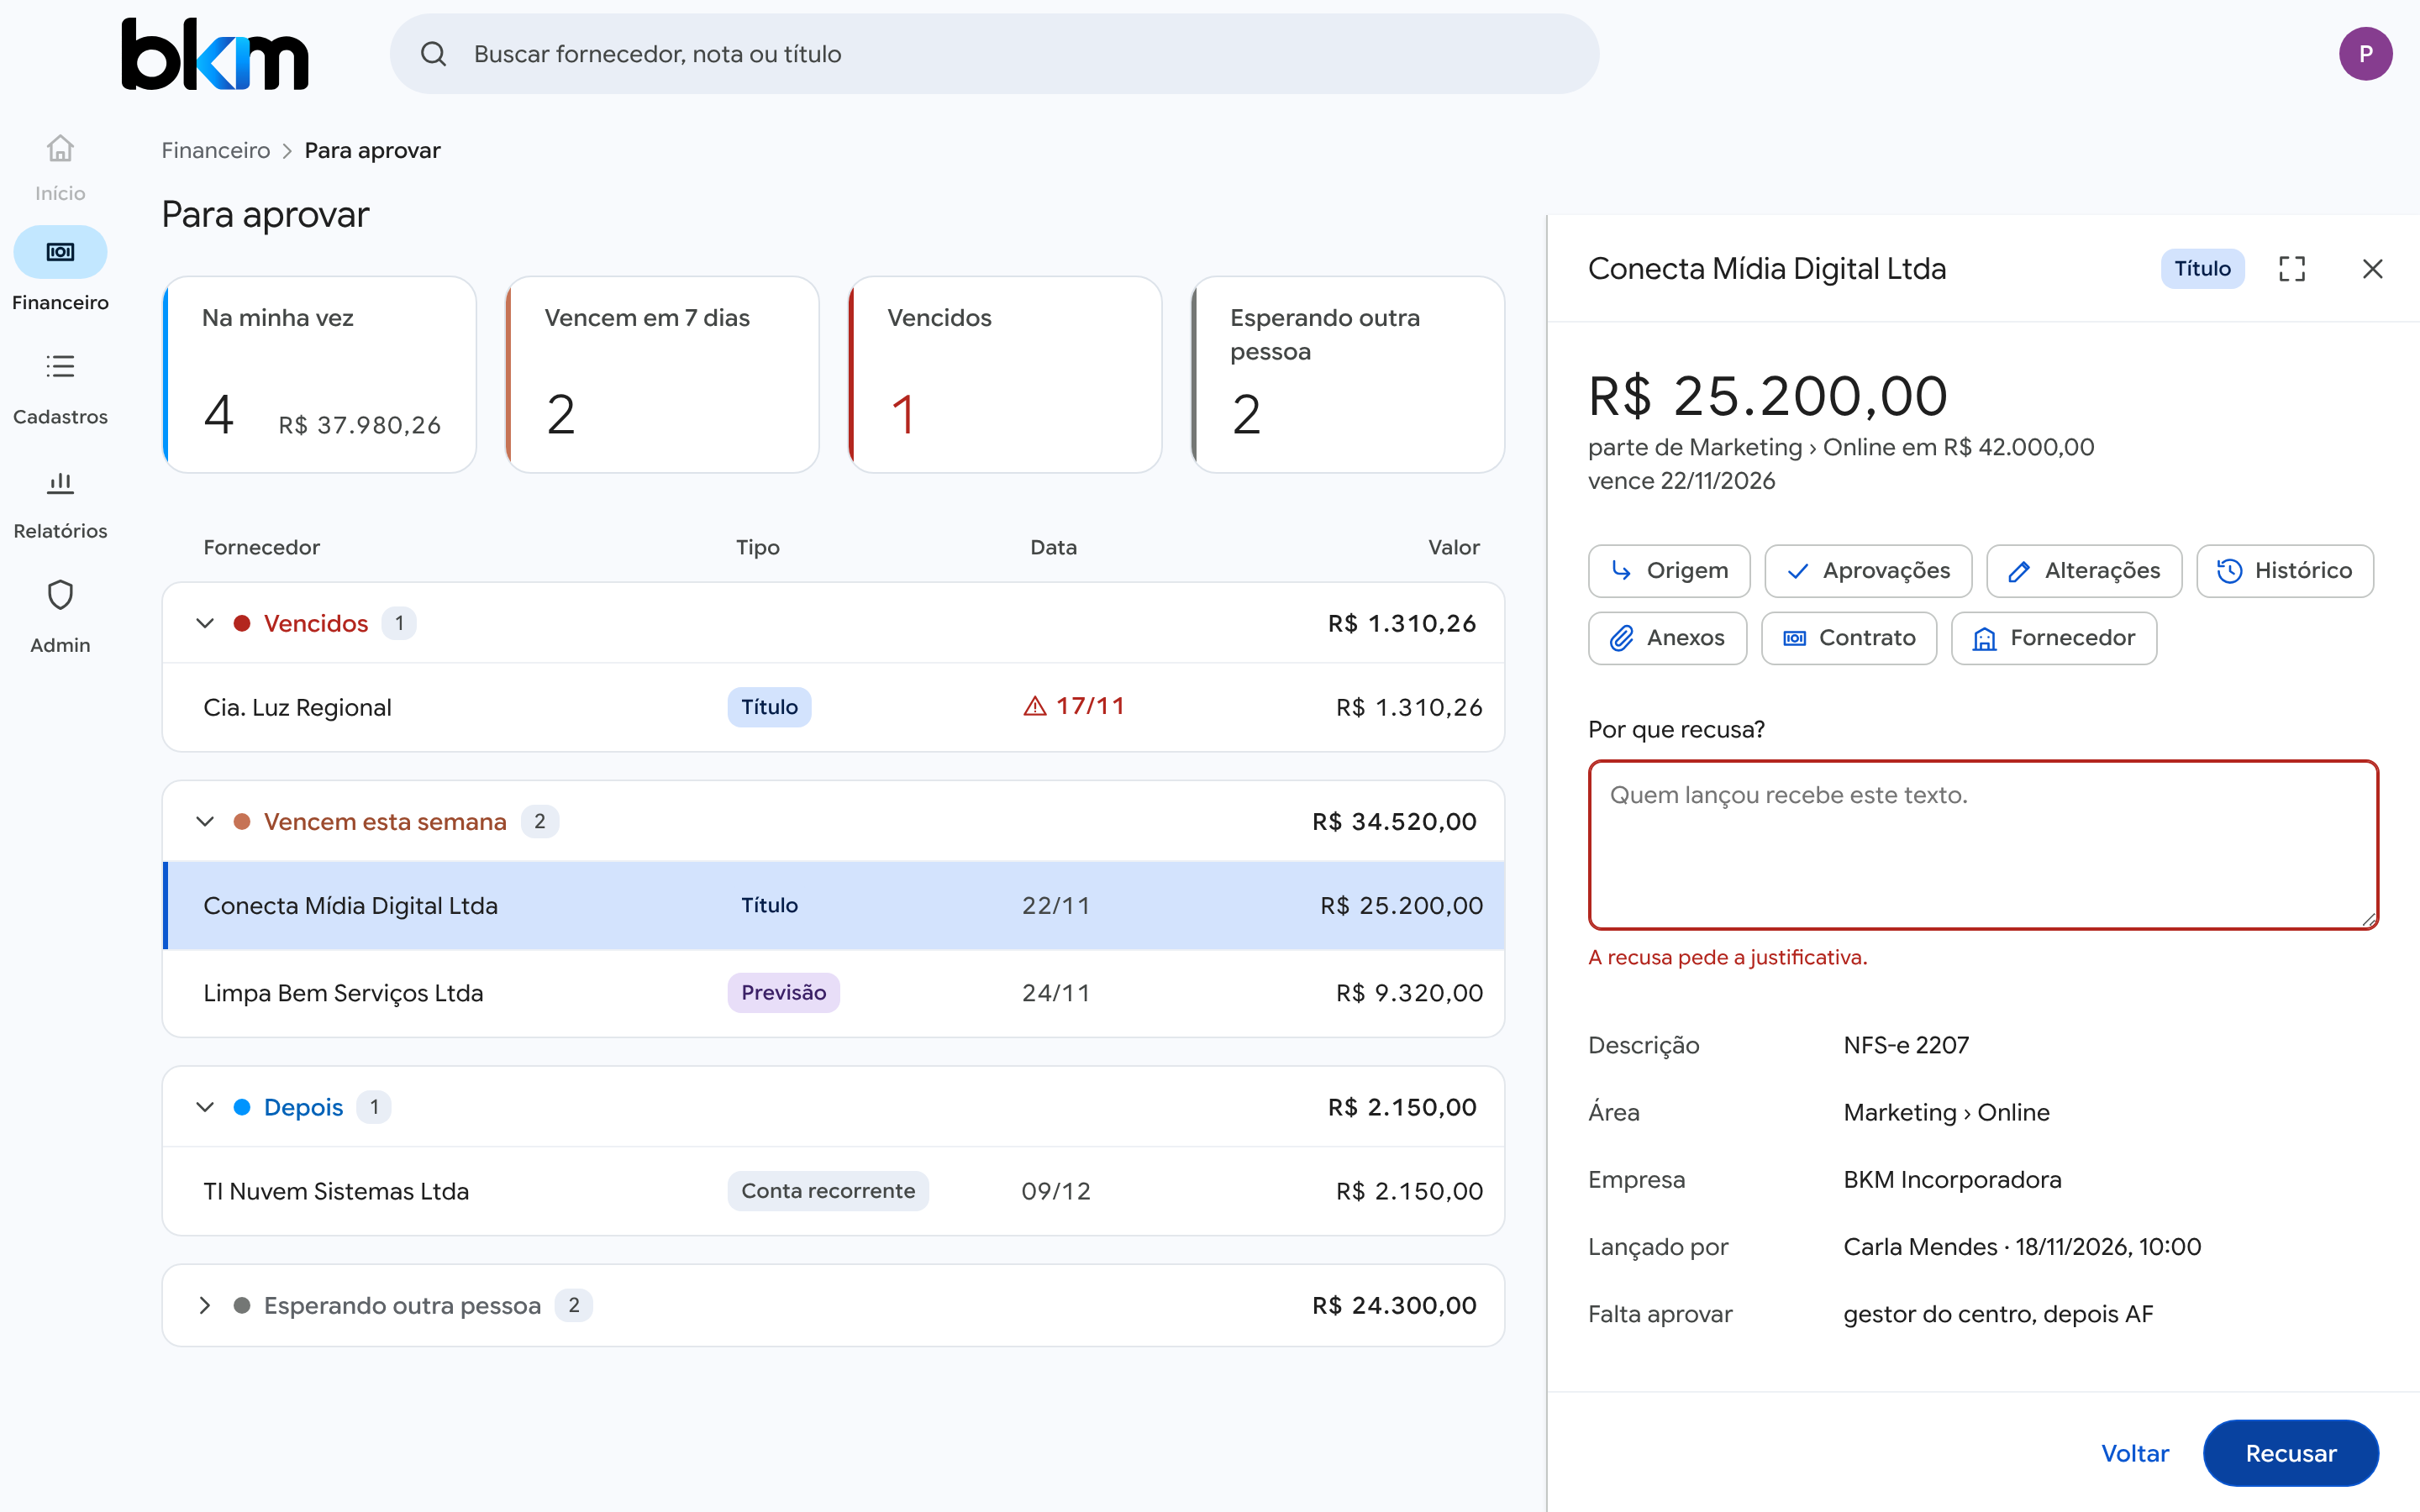 bkm
Buscar fornecedor, nota ou título
P
Início
Financeiro
Cadastros
Relatórios
Admin
Financeiro > Para aprovar
Para aprovar
Na minha vez
4 R$ 37.980,26
Vencem em 7 dias
2
Vencidos
1
Esperando outra
pessoa
2
Fornecedor Tipo Data Valor
Vencidos 1 R$ 1.310,26
Cia. Luz Regional Título 17/11 R$ 1.310,26
Vencem esta semana 2 R$ 34.520,00
Conecta Mídia Digital Ltda Título 22/11 R$ 25.200,00
Limpa Bem Serviços Ltda Previsão 24/11 R$ 9.320,00
Depois 1 R$ 2.150,00
TI Nuvem Sistemas Ltda Conta recorrente 09/12 R$ 2.150,00
Esperando outra pessoa 2 R$ 24.300,00
Conecta Mídia Digital Ltda Título
R$ 25.200,00
parte de Marketing › Online em R$ 42.000,00
vence 22/11/2026
Origem Aprovações Alterações Histórico
Anexos Contrato Fornecedor
Por que recusa?
Quem lançou recebe este texto.
A recusa pede a justificativa.
Descrição NFS-e 2207
Área Marketing › Online
Empresa BKM Incorporadora
Lançado por Carla Mendes · 18/11/2026, 10:00
Falta aprovar gestor do centro, depois AF
Voltar Recusar